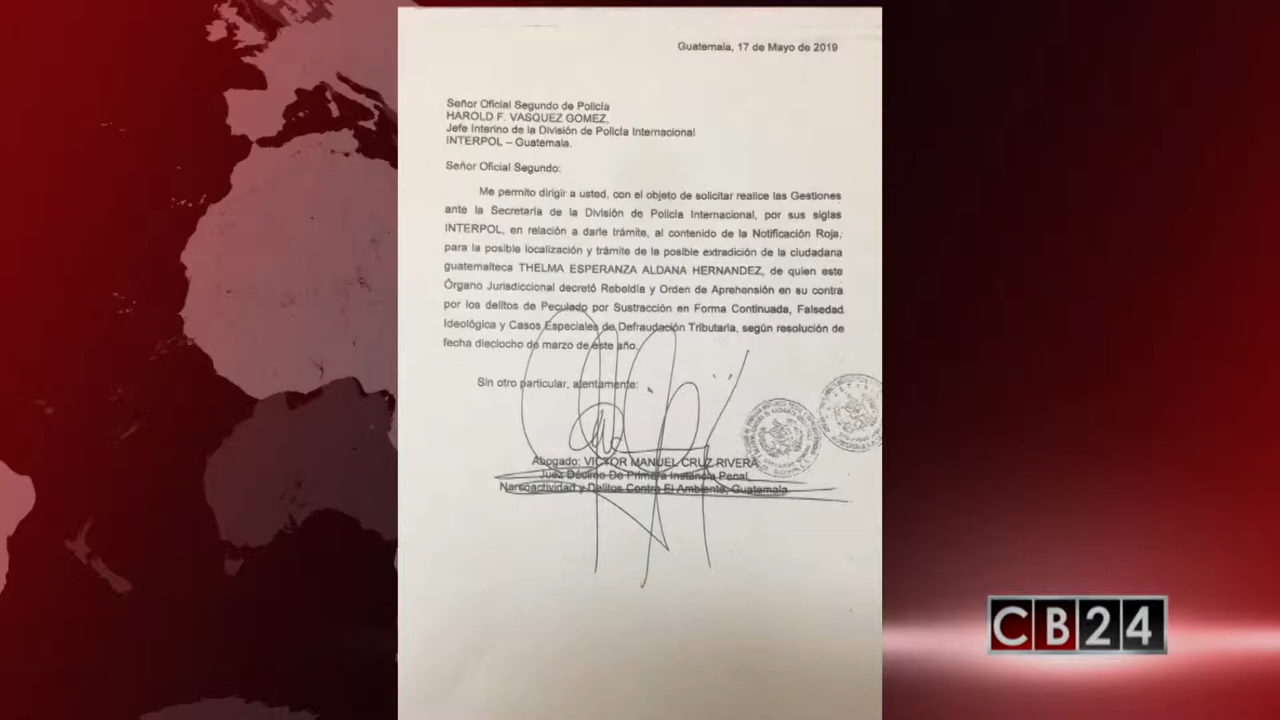 Guatemala, 17 de Mayo de 2019
Señor Oficial Segundo de Policía
HAROLD F. VASQUEZ GOMEZ,
Jefe Interino de la División de Policía Internacional
INTERPOL – Guatemala.
Señor Oficial Segundo:
Me permito dirigir a usted, con el objeto de solicitar realice las Gestiones
ante la Secretaría de la División de Policía Internacional, por sus siglas
INTERPOL, en relación a darle trámite, al contenido de la Notificación Roja,
para la posible localización y trámite de la posible extradición de la ciudadana
guatemalteca THELMA ESPERANZA ALDANA HERNANDEZ, de quien este
Órgano Jurisdiccional decretó Rebeldía y Orden de Aprehensión en su contra
por los delitos de Peculado por Sustracción en Forma Continuada, Falsedad
Ideológica y Casos Especiales de Defraudación Tributaria, según resolución de
fecha dieciocho de marzo de este año.
Sin otro particular, atentamente:
Abogado: VICTOR MANUEL CRUZ RIVERA
Juez Décimo De Primera Instancia Penal,
Narcoactividad y Delitos Contra El Ambiente, Guatemala.
CB24